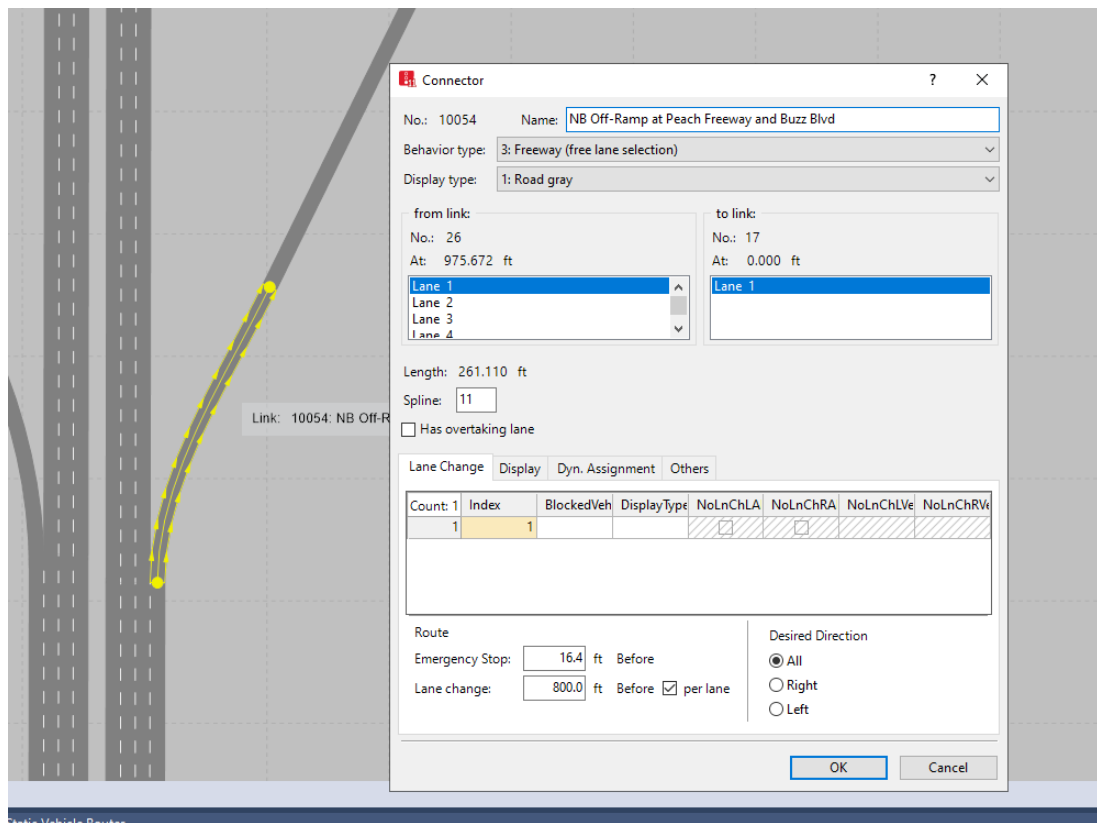 Connector
?
No.: 10054 Name: NB Off-Ramp at Peach Freeway and Buzz Blvd
Behavior type: 3: Freeway (free lane selection)
Display type: 1: Road gray
from link: to link:
No.: 26 No.: 17
At: 975.672 ft At: 0.000 ft
Lane 1 Lane 1
Lane 2
Lane 3
Lane 4
Length: 261.110 ft
Spline: 11
Link: 10054: NB Off-R
Has overtaking lane
Lane Change Display Dyn. Assignment Others
Count: 1 Index BlockedVeh DisplayType NoLnChLA NoLnChRA NoLnChLVe NoLnChRVe
1 1
Route Desired Direction
Emergency Stop: 16.4 ft Before All
Lane change: 800.0 ft Before per lane Right
Left
OK Cancel
Static Vehicle Routes